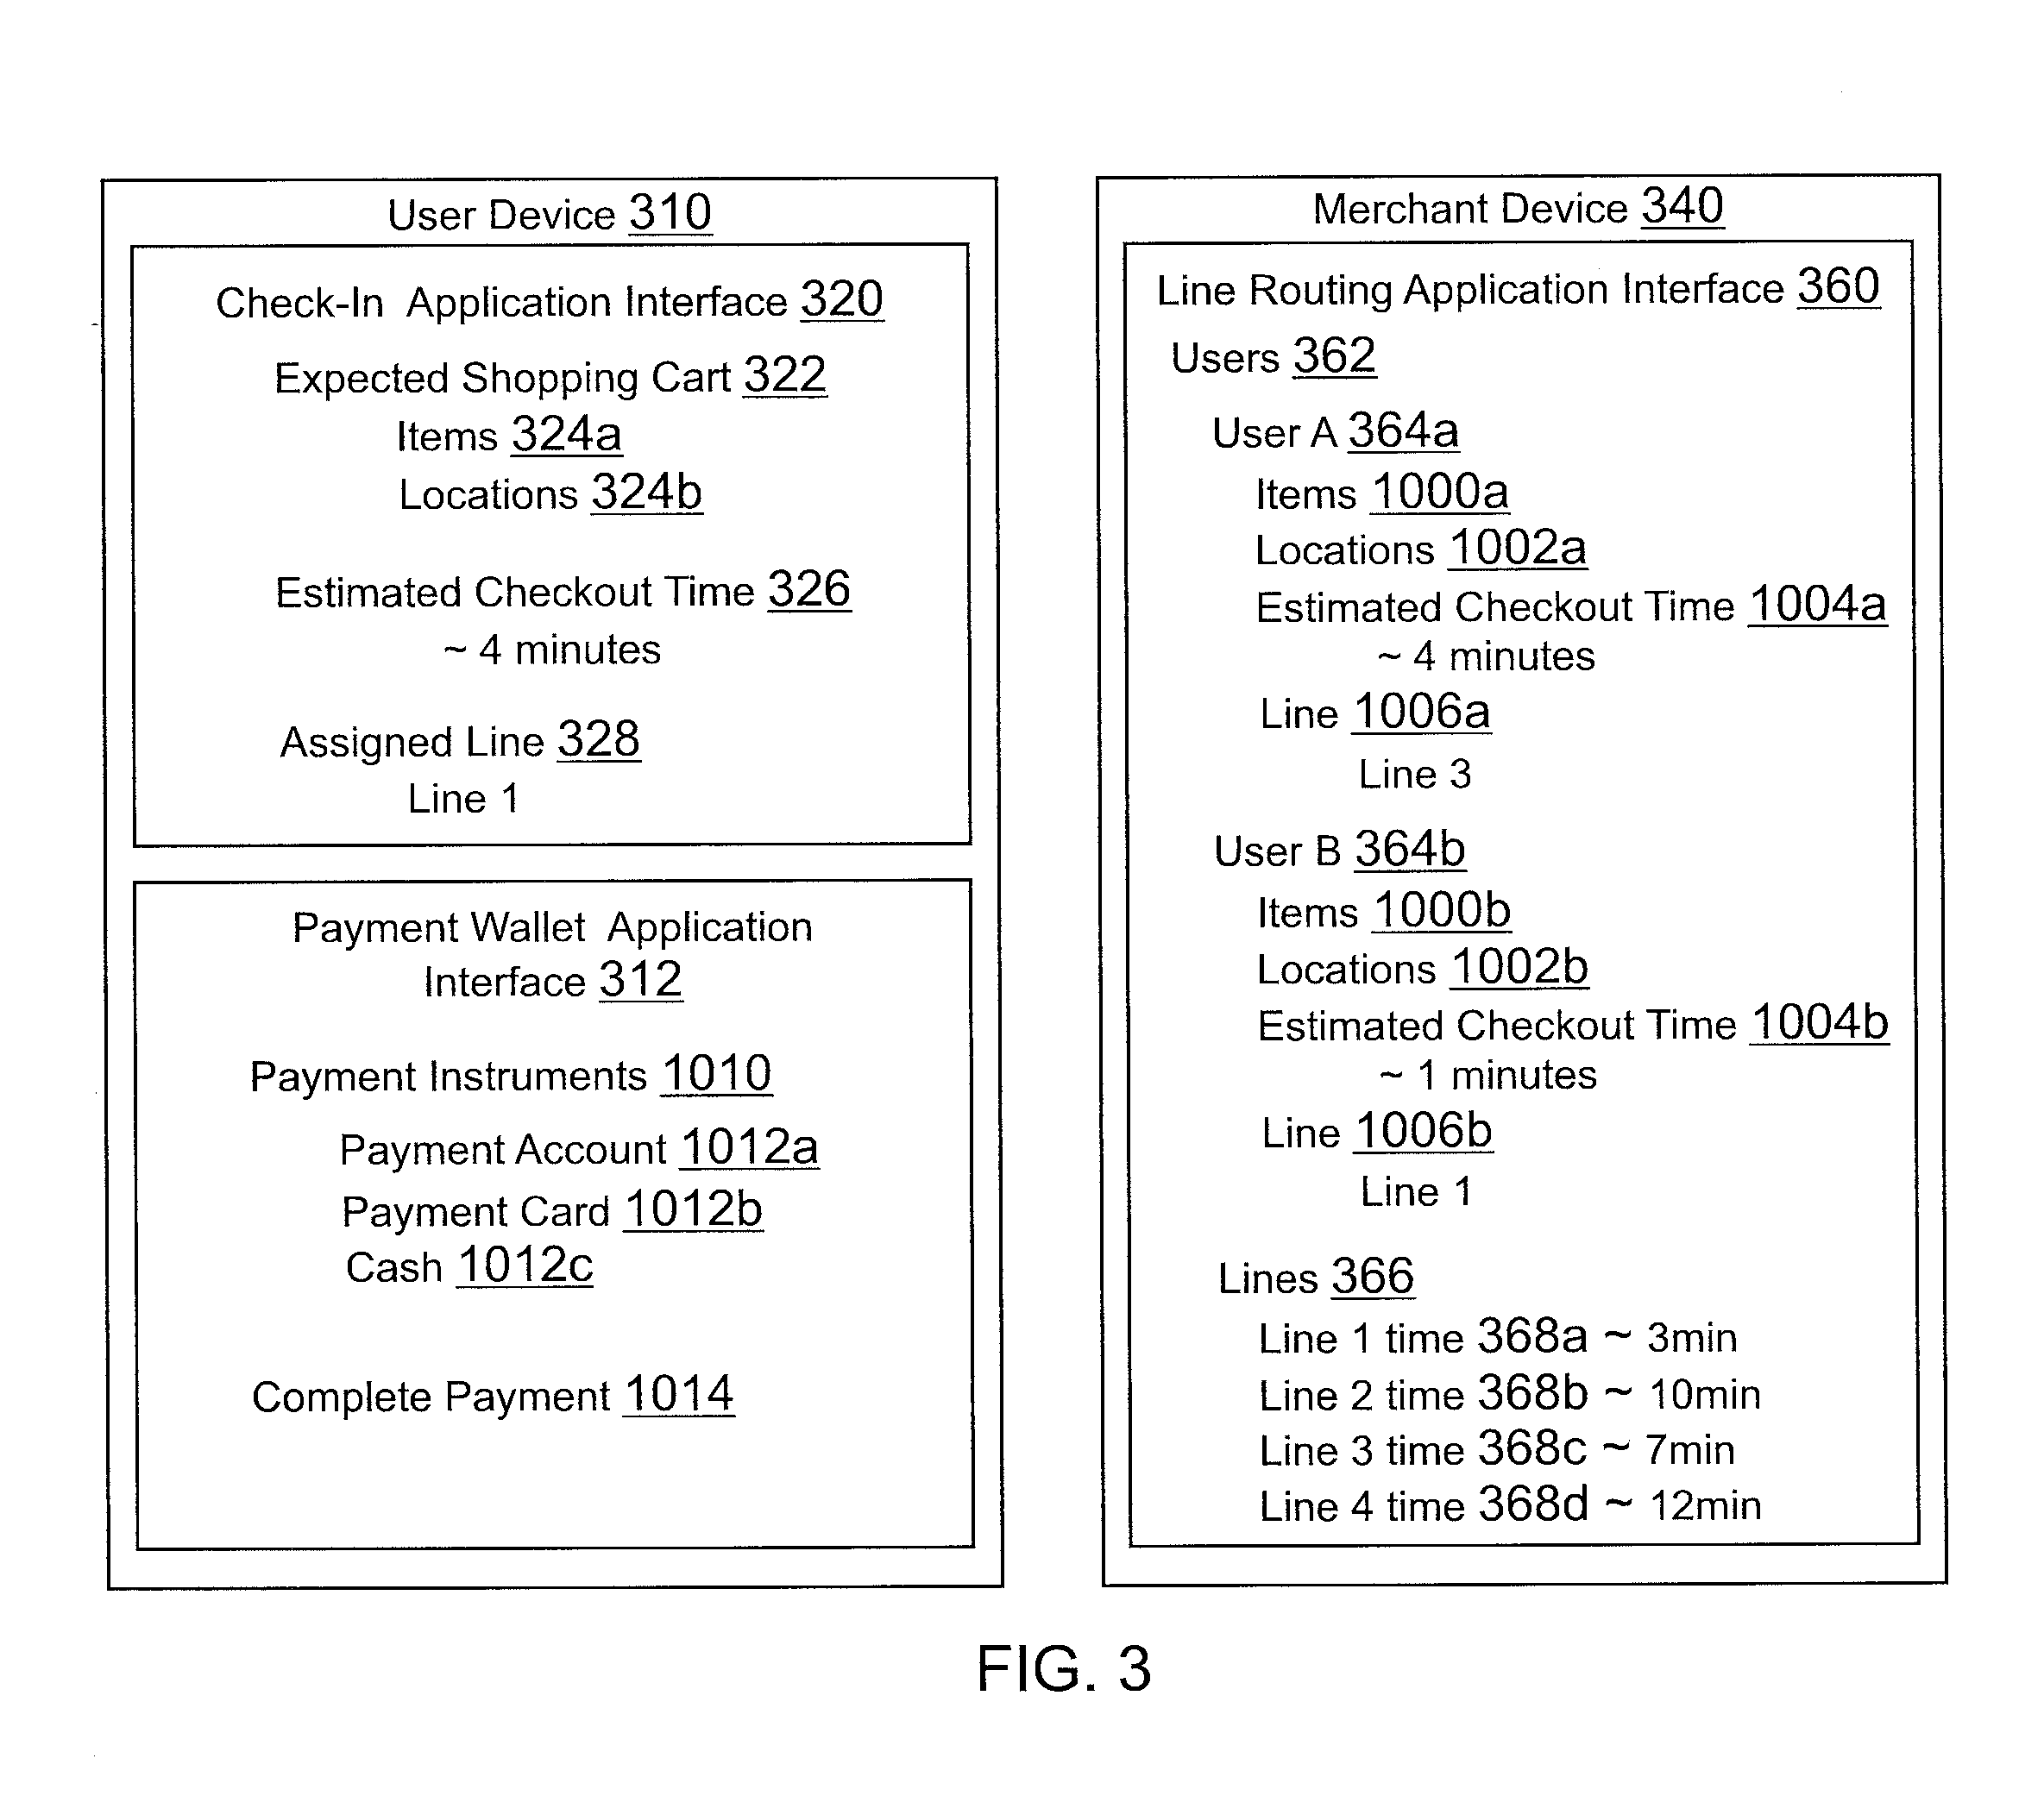 User Device 310
Check-In Application Interface 320
Expected Shopping Cart 322
Items 324a
Locations 324b
Estimated Checkout Time 326
~ 4 minutes
Assigned Line 328
Line 1
Payment Wallet Application
Interface 312
Payment Instruments 1010
Payment Account 1012a
Payment Card 1012b
Cash 1012c
Complete Payment 1014
Merchant Device 340
Line Routing Application Interface 360
Users 362
User A 364a
Items 1000a
Locations 1002a
Estimated Checkout Time 1004a
~ 4 minutes
Line 1006a
Line 3
User B 364b
Items 1000b
Locations 1002b
Estimated Checkout Time 1004b
~ 1 minutes
Line 1006b
Line 1
Lines 366
Line 1 time 368a ~ 3min
Line 2 time 368b ~ 10min
Line 3 time 368c ~ 7min
Line 4 time 368d ~ 12min
FIG. 3